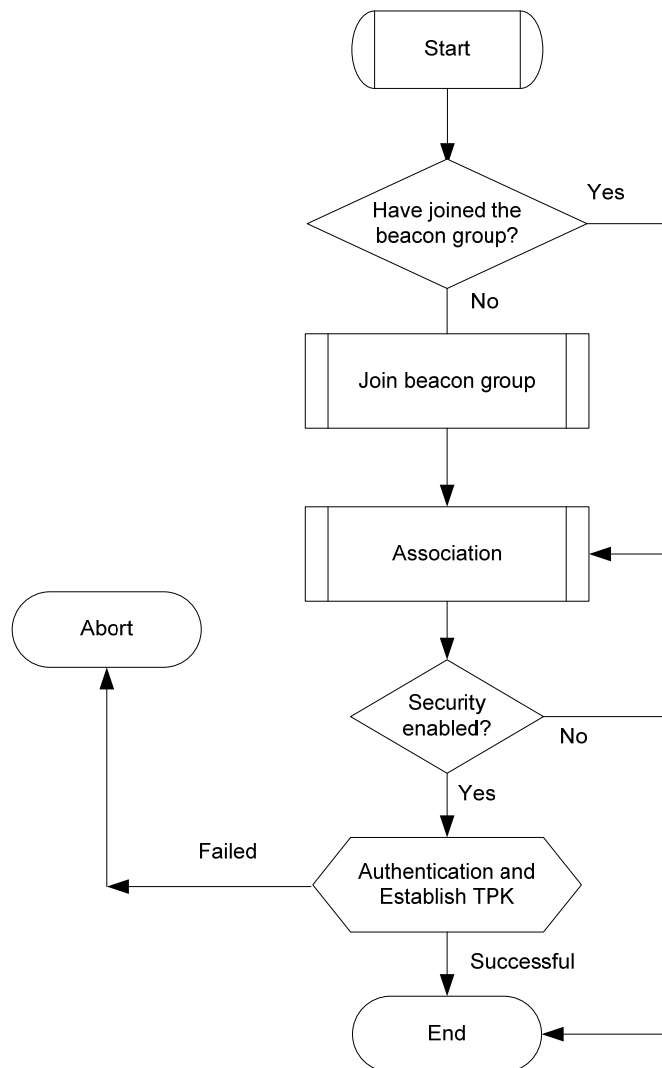 Start
Have joined the
beacon group?
Yes
No
Join beacon group
Association
Abort
Security
enabled?
No
Yes
Failed
Authentication and
Establish TPK
Successful
End